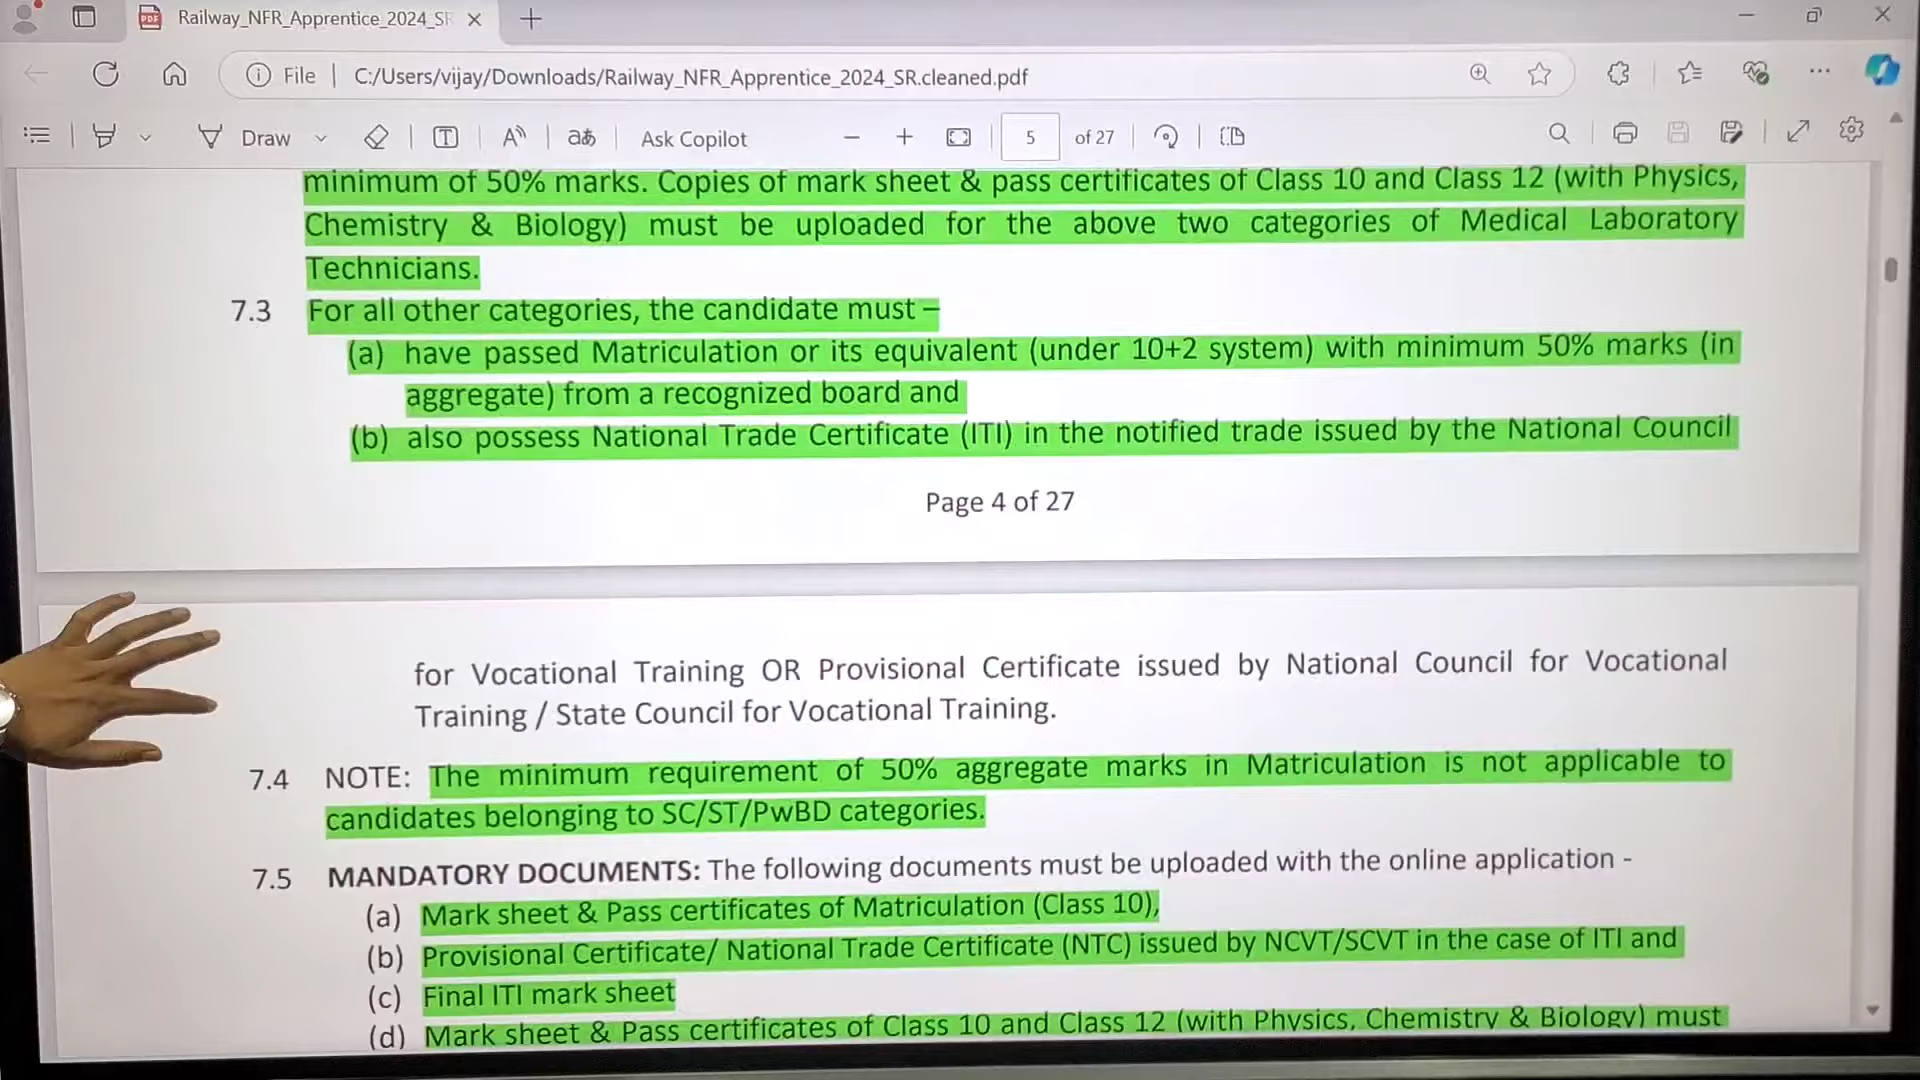 Railway_NFR_Apprentice_2024_SR
File
C:/Users/vijay/Downloads/Railway_NFR_Apprentice_2024_SR.cleaned.pdf
Draw
aあ
Ask Copilot
5 of 27
minimum of 50% marks. Copies of mark sheet & pass certificates of Class 10 and Class 12 (with Physics,
Chemistry & Biology) must be uploaded for the above two categories of Medical Laboratory
Technicians.
7.3 For all other categories, the candidate must –
(a) have passed Matriculation or its equivalent (under 10+2 system) with minimum 50% marks (in
aggregate) from a recognized board and
(b) also possess National Trade Certificate (ITI) in the notified trade issued by the National Council
Page 4 of 27
for Vocational Training OR Provisional Certificate issued by National Council for Vocational
Training / State Council for Vocational Training.
7.4 NOTE: The minimum requirement of 50% aggregate marks in Matriculation is not applicable to
candidates belonging to SC/ST/PwBD categories.
7.5 MANDATORY DOCUMENTS: The following documents must be uploaded with the online application -
(a) Mark sheet & Pass certificates of Matriculation (Class 10),
(b) Provisional Certificate/ National Trade Certificate (NTC) issued by NCVT/SCVT in the case of ITI and
(c) Final ITI mark sheet
(d) Mark sheet & Pass certificates of Class 10 and Class 12 (with Physics, Chemistry & Biology) must